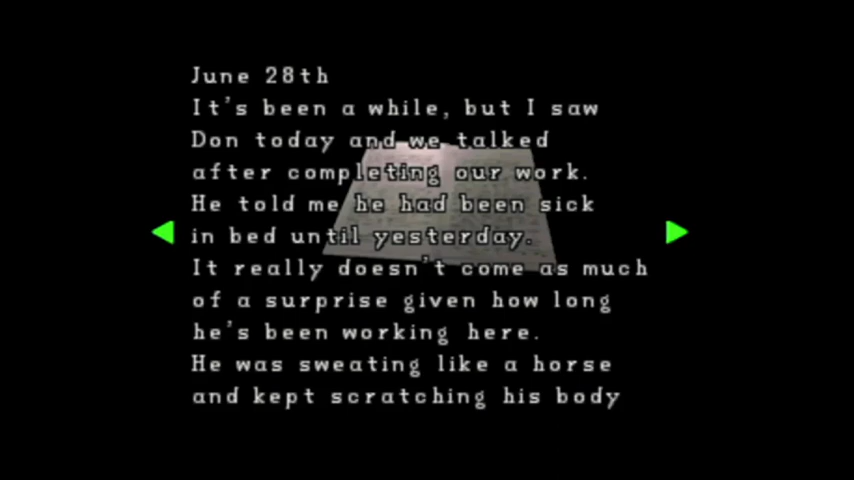 June 28th
It's been a while, but I saw
Don today and we talked
after completing our work.
He told me he had been sick
in bed until yesterday.
It really doesn't come as much
of a surprise given how long
he's been working here.
He was sweating like a horse
and kept scratching his body